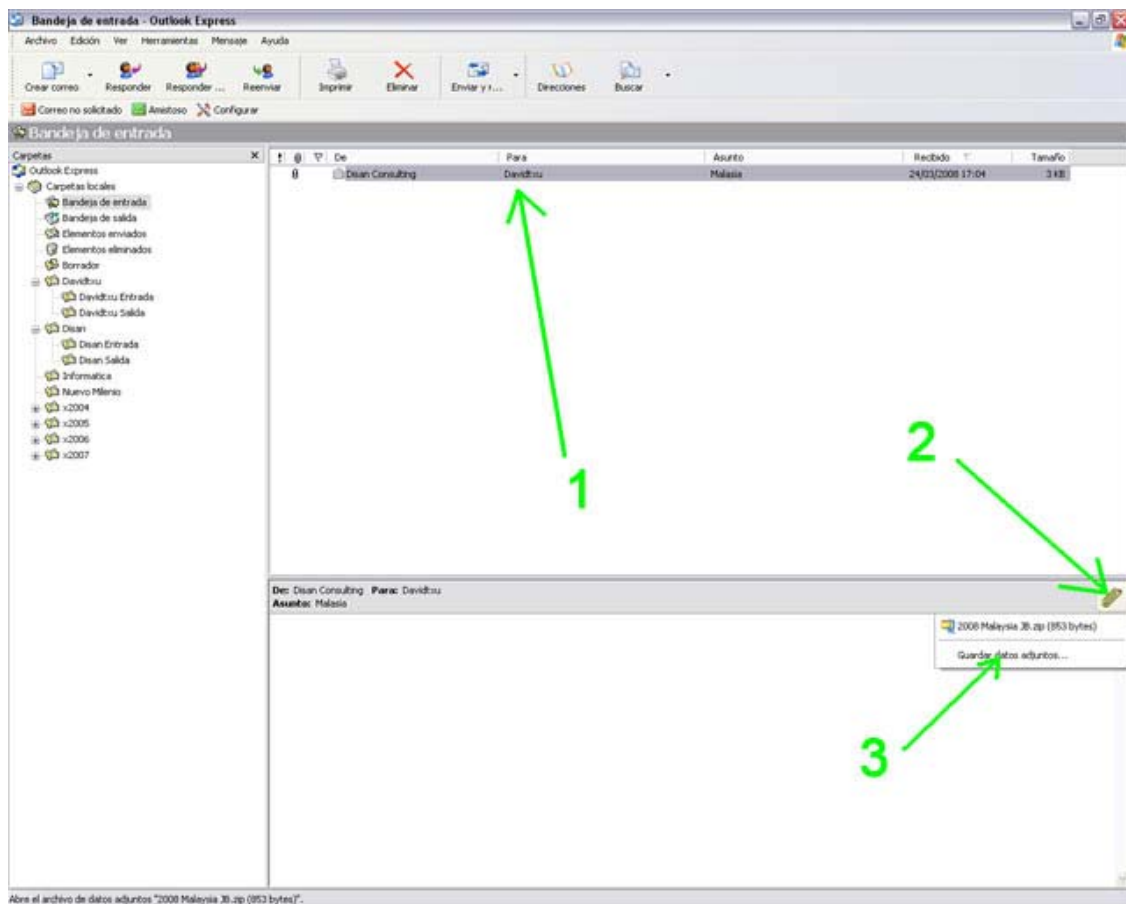 Bandeja de entrada - Outlook Express
Archivo Edición Ver Herramientas Mensaje Ayuda
Crear correo Responder Responder ... Reenviar Imprimir Eliminar Enviar y r... Direcciones Buscar
Correo no solicitado Amistoso Configurar
Bandeja de entrada
Carpetas
! De Para Asunto Recibido Tamaño
Outlook Express
Disan Consulting Davidtxu Malasia 24/03/2008 17:04 3 KB
Carpetas locales
Bandeja de entrada
Bandeja de salida
Elementos enviados
Elementos eliminados
Borrador
Davidtxu
Davidtxu Entrada
Davidtxu Salida
Disan
Disan Entrada
Disan Salida
Informatica
Nuevo Milenio
x2004
x2005
x2006
x2007
1
2
De: Disan Consulting Para: Davidtxu
Asunto: Malasia
2008 Malaysia JB.zip (853 bytes)
Guardar datos adjuntos...
3
Abre el archivo de datos adjuntos "2008 Malaysia JB.zip (853 bytes)".